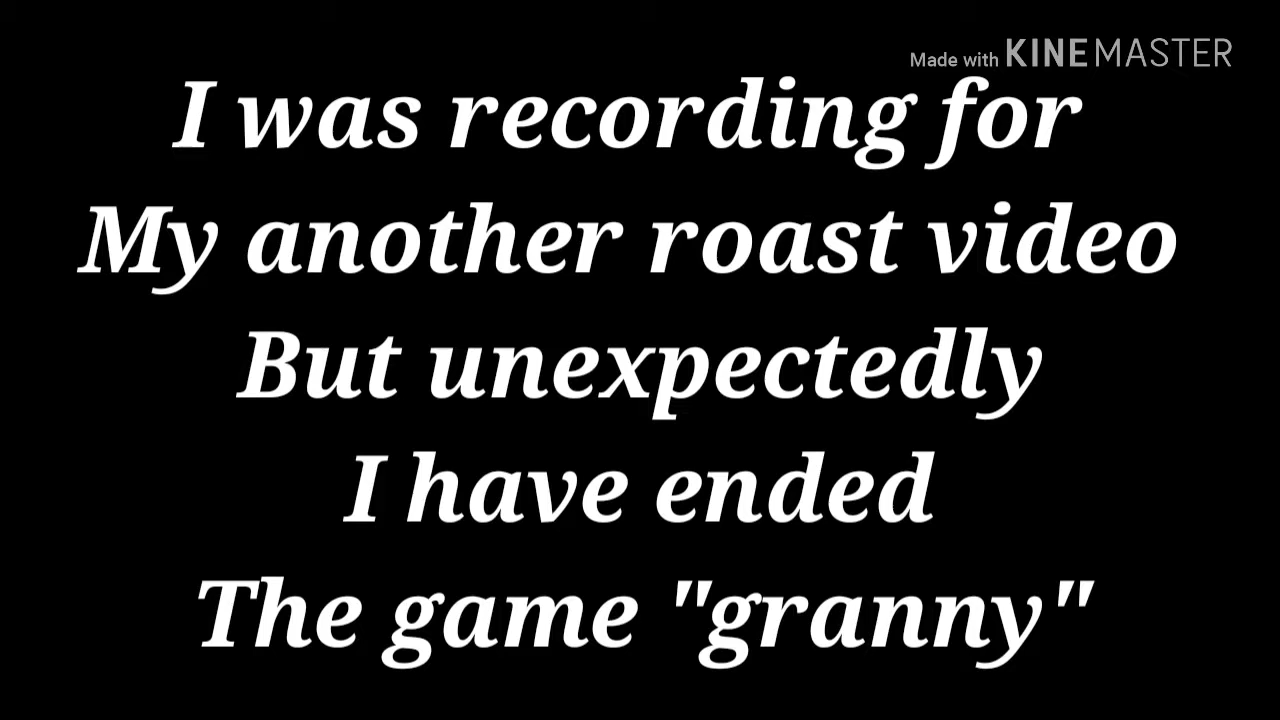 Made with KINEMASTER
I was recording for
My another roast video
But unexpectedly
I have ended
The game "granny"